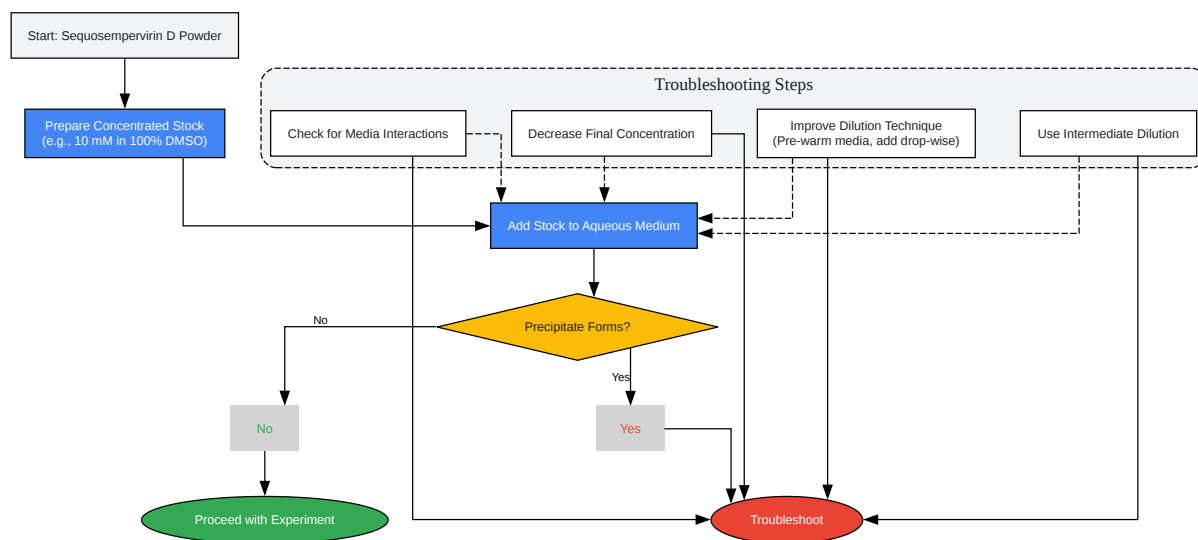 Start: Sequosempervirin D Powder
Troubleshooting Steps
Prepare Concentrated Stock
(e.g., 10 mM in 100% DMSO)
Check for Media Interactions
Decrease Final Concentration
Improve Dilution Technique
(Pre-warm media, add drop-wise)
Use Intermediate Dilution
Add Stock to Aqueous Medium
Precipitate Forms?
No
Yes
No
Yes
Proceed with Experiment
Troubleshoot